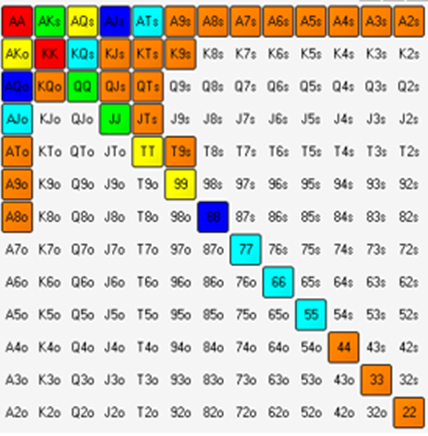 AA AKs AQs AJs ATs A9s A8s A7s A6s A5s A4s A3s A2s
AKo KK KQs KJs KTs K9s K8s K7s K6s K5s K4s K3s K2s
AQo KQo QQ QJs QTs Q9s Q8s Q7s Q6s Q5s Q4s Q3s Q2s
AJo KJo QJo JJ JTs J9s J8s J7s J6s J5s J4s J3s J2s
ATo KTo QTo JTo TT T9s T8s T7s T6s T5s T4s T3s T2s
A9o K9o Q9o J9o T9o 99 98s 97s 96s 95s 94s 93s 92s
A8o K8o Q8o J8o T8o 98o 88 87s 86s 85s 84s 83s 82s
A7o K7o Q7o J7o T7o 97o 87o 77 76s 75s 74s 73s 72s
A6o K6o Q6o J6o T6o 96o 86o 76o 66 65s 64s 63s 62s
A5o K5o Q5o J5o T5o 95o 85o 75o 65o 55 54s 53s 52s
A4o K4o Q4o J4o T4o 94o 84o 74o 64o 54o 44 43s 42s
A3o K3o Q3o J3o T3o 93o 83o 73o 63o 53o 43o 33 32s
A2o K2o Q2o J2o T2o 92o 82o 72o 62o 52o 42o 32o 22